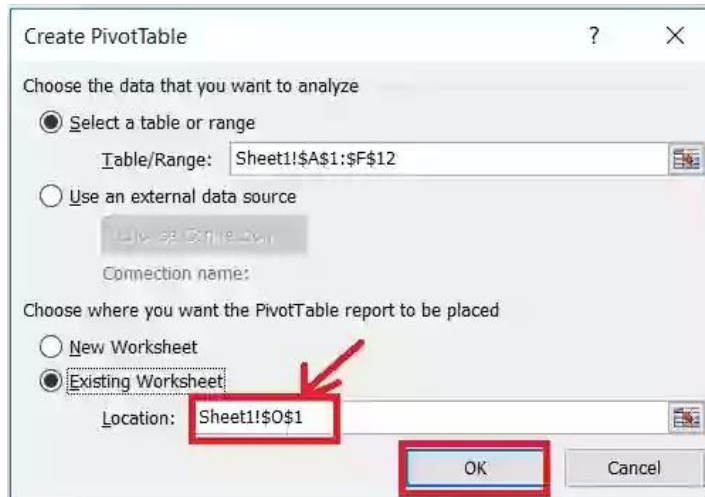 Create PivotTable ? X
Choose the data that you want to analyze
Select a table or range
Table/Range: Sheet1!$A$1:$F$12
Use an external data source
Connection name:
Choose where you want the PivotTable report to be placed
New Worksheet
Existing Worksheet
Location: Sheet1!$O$1
OK Cancel